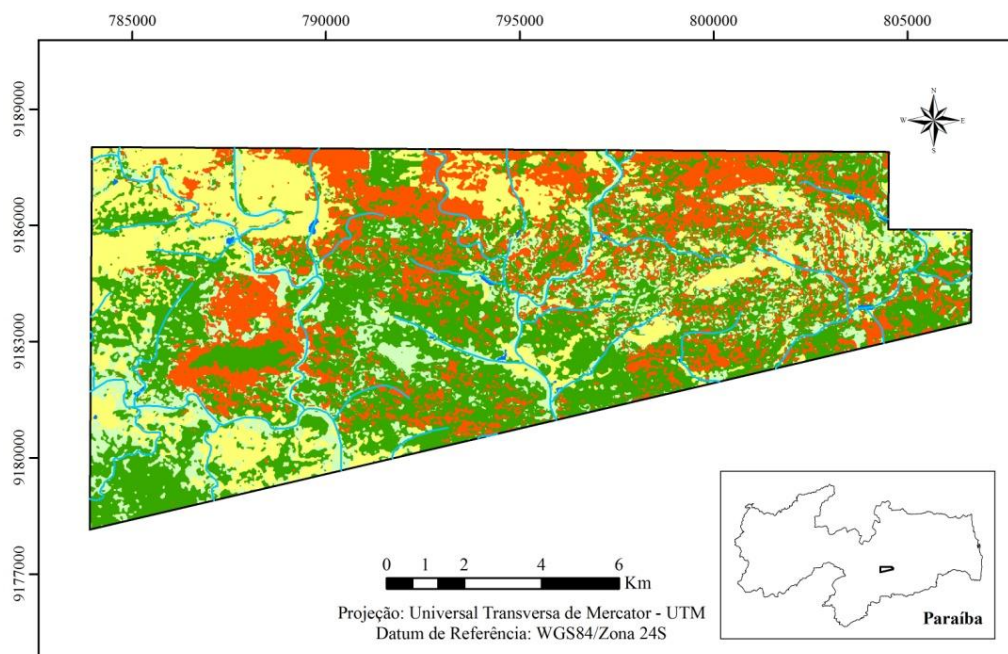 785000 790000 795000 800000 805000
9189000
9186000
9183000
9180000
9177000
N
W E
S
0 1 2 4 6
Km
Projeção: Universal Transversa de Mercator - UTM
Datum de Referência: WGS84/Zona 24S
Paraíba